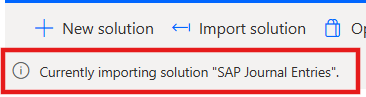 New solution Import solution
Currently importing solution "SAP Journal Entries".